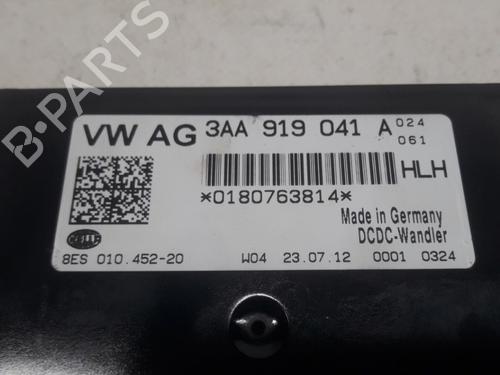 B-PARTS
VW AG 3AA 919 041 A 024
061
HLH
*0180763814*
Made in Germany
DCDC-Wandler
HELLA
8ES 010.452-20 W04 23.07.12 0001 0324